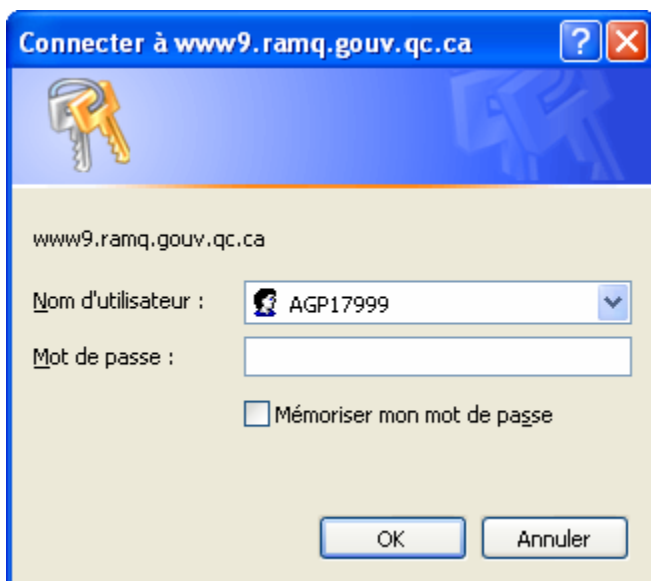 Connecter à www9.ramq.gouv.qc.ca
www9.ramq.gouv.qc.ca
Nom d'utilisateur : AGP17999
Mot de passe :
Mémoriser mon mot de passe
OK Annuler